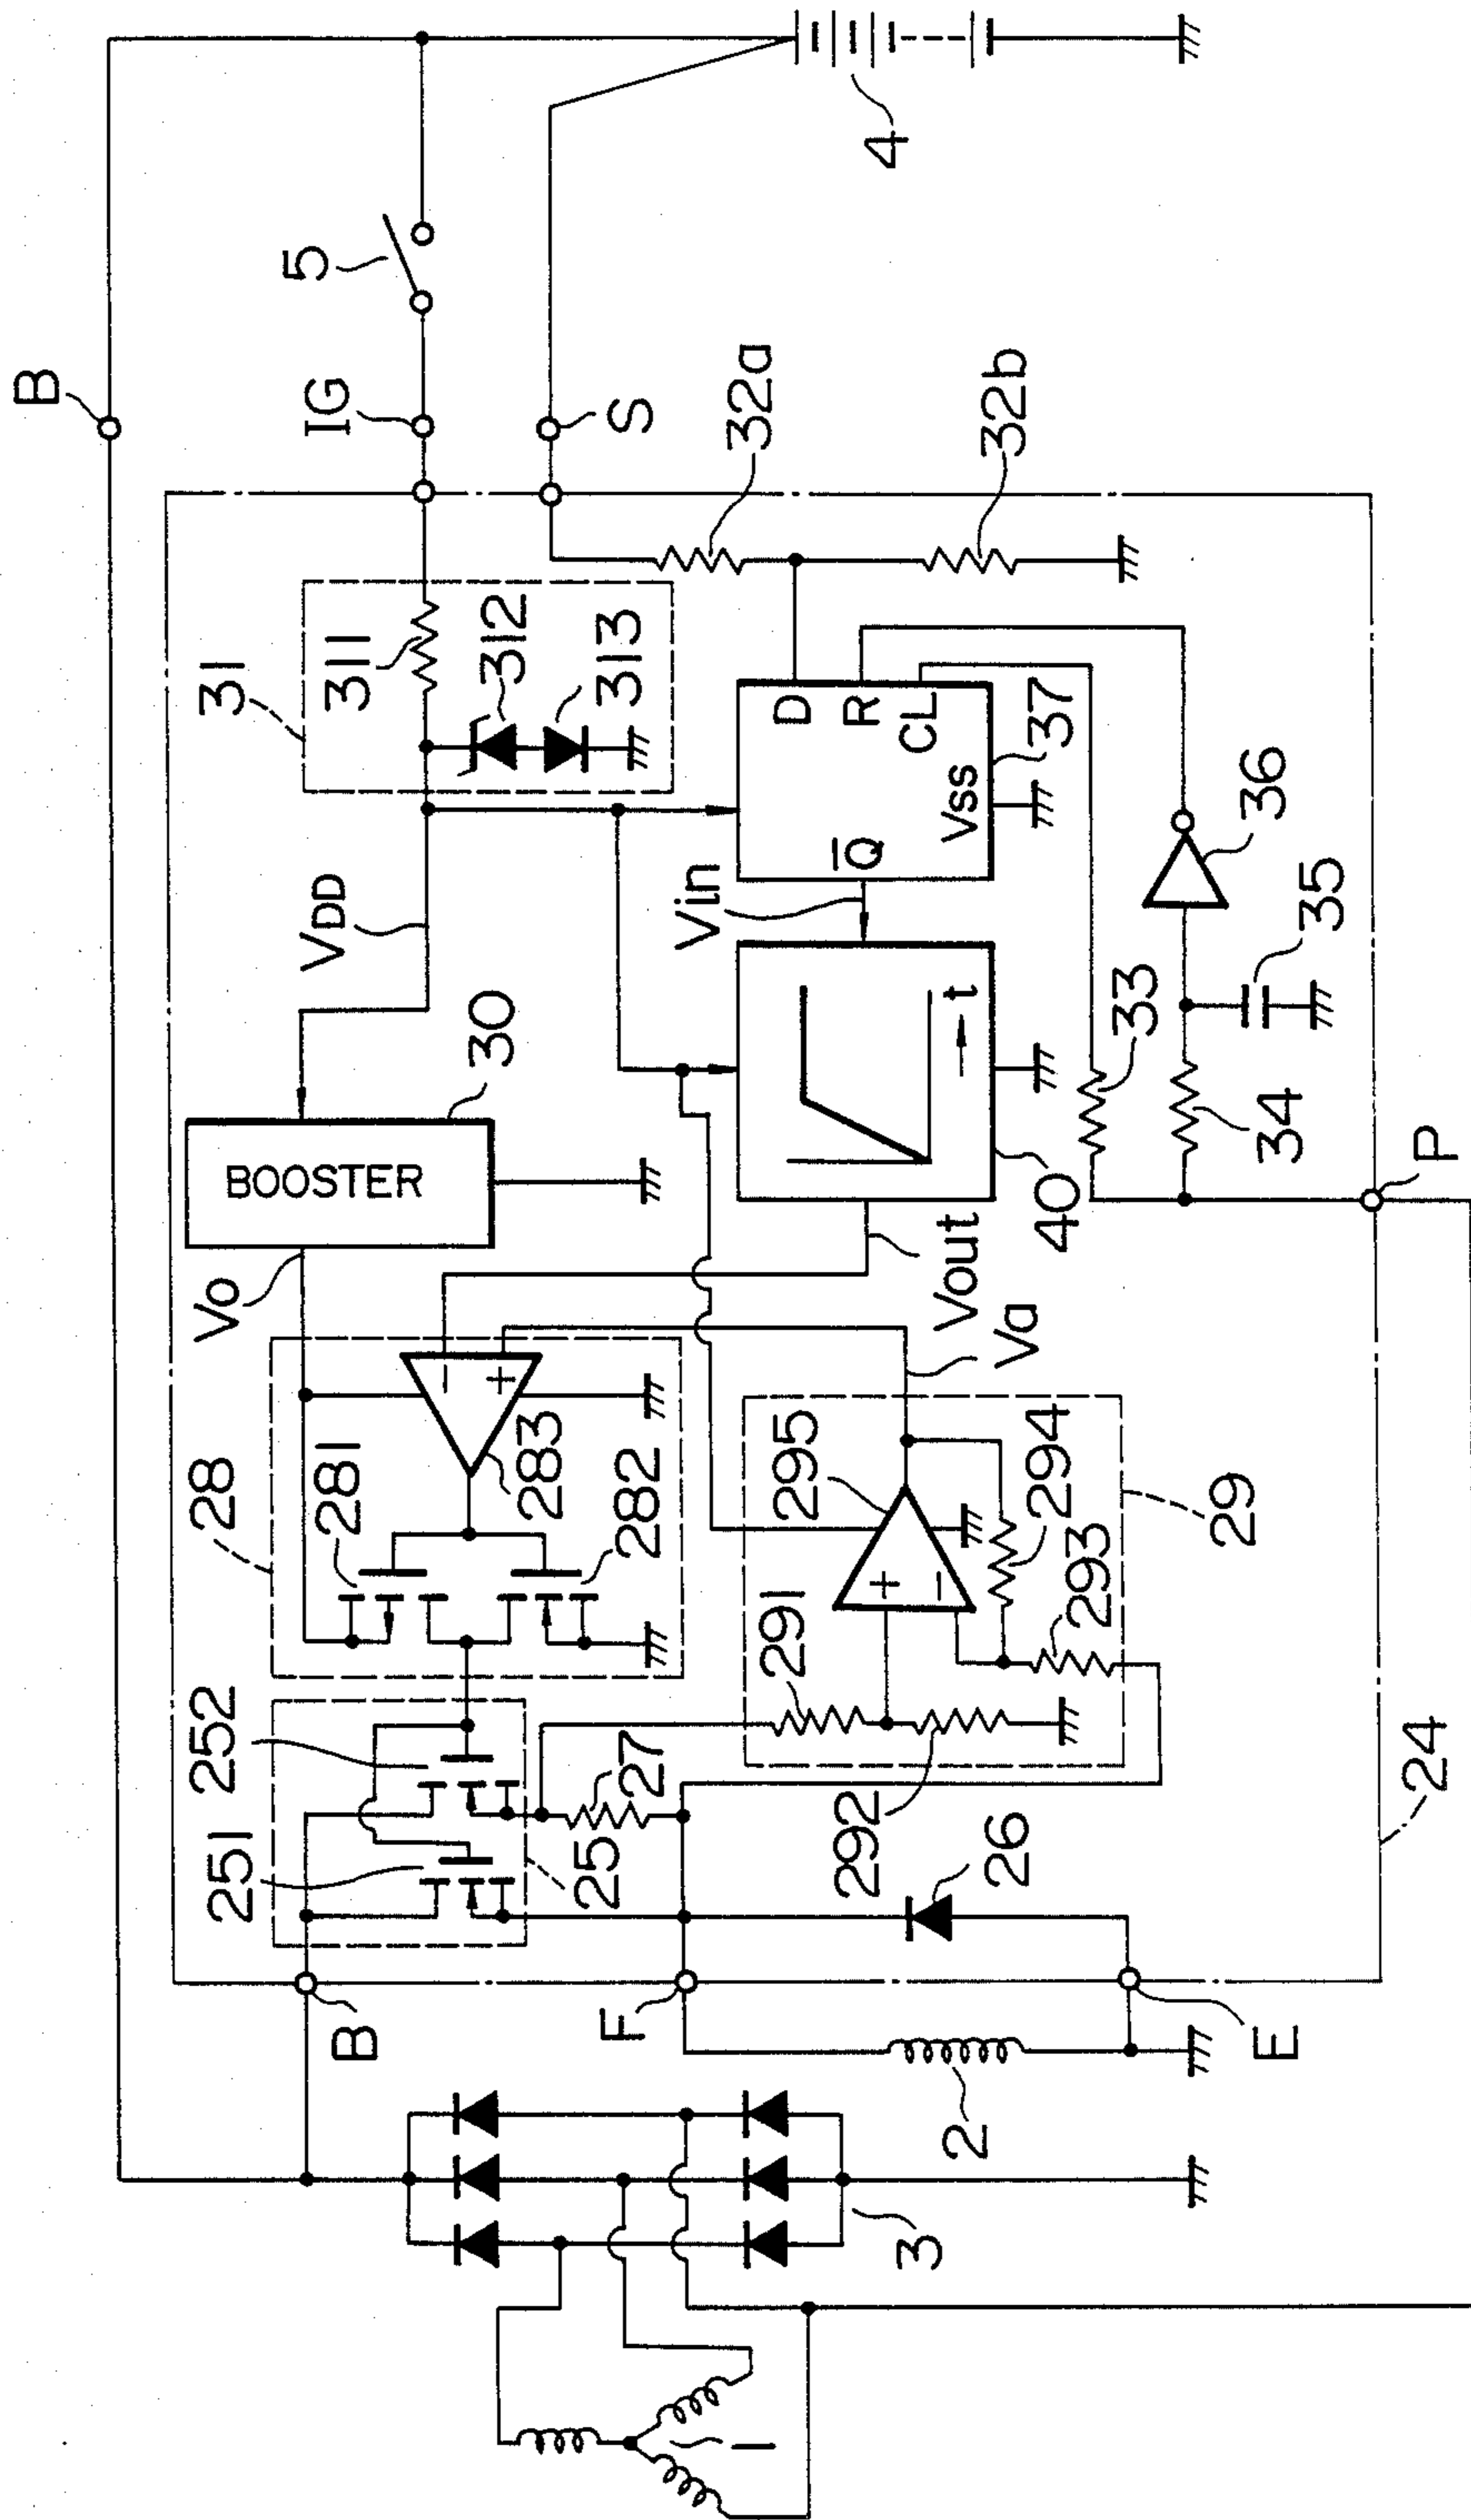 B
5
IG
S
4
32a
32b
31
311
312
313
D
R
CL
Vss
Q̅
37
VDD
Vin
36
35
30
BOOSTER
t
40
33
34
P
Vo
Vout
Va
28
281
283
282
−
+
295
294
293
29
+
−
291
292
252
251
25
27
26
24
B
F
E
2
3
1